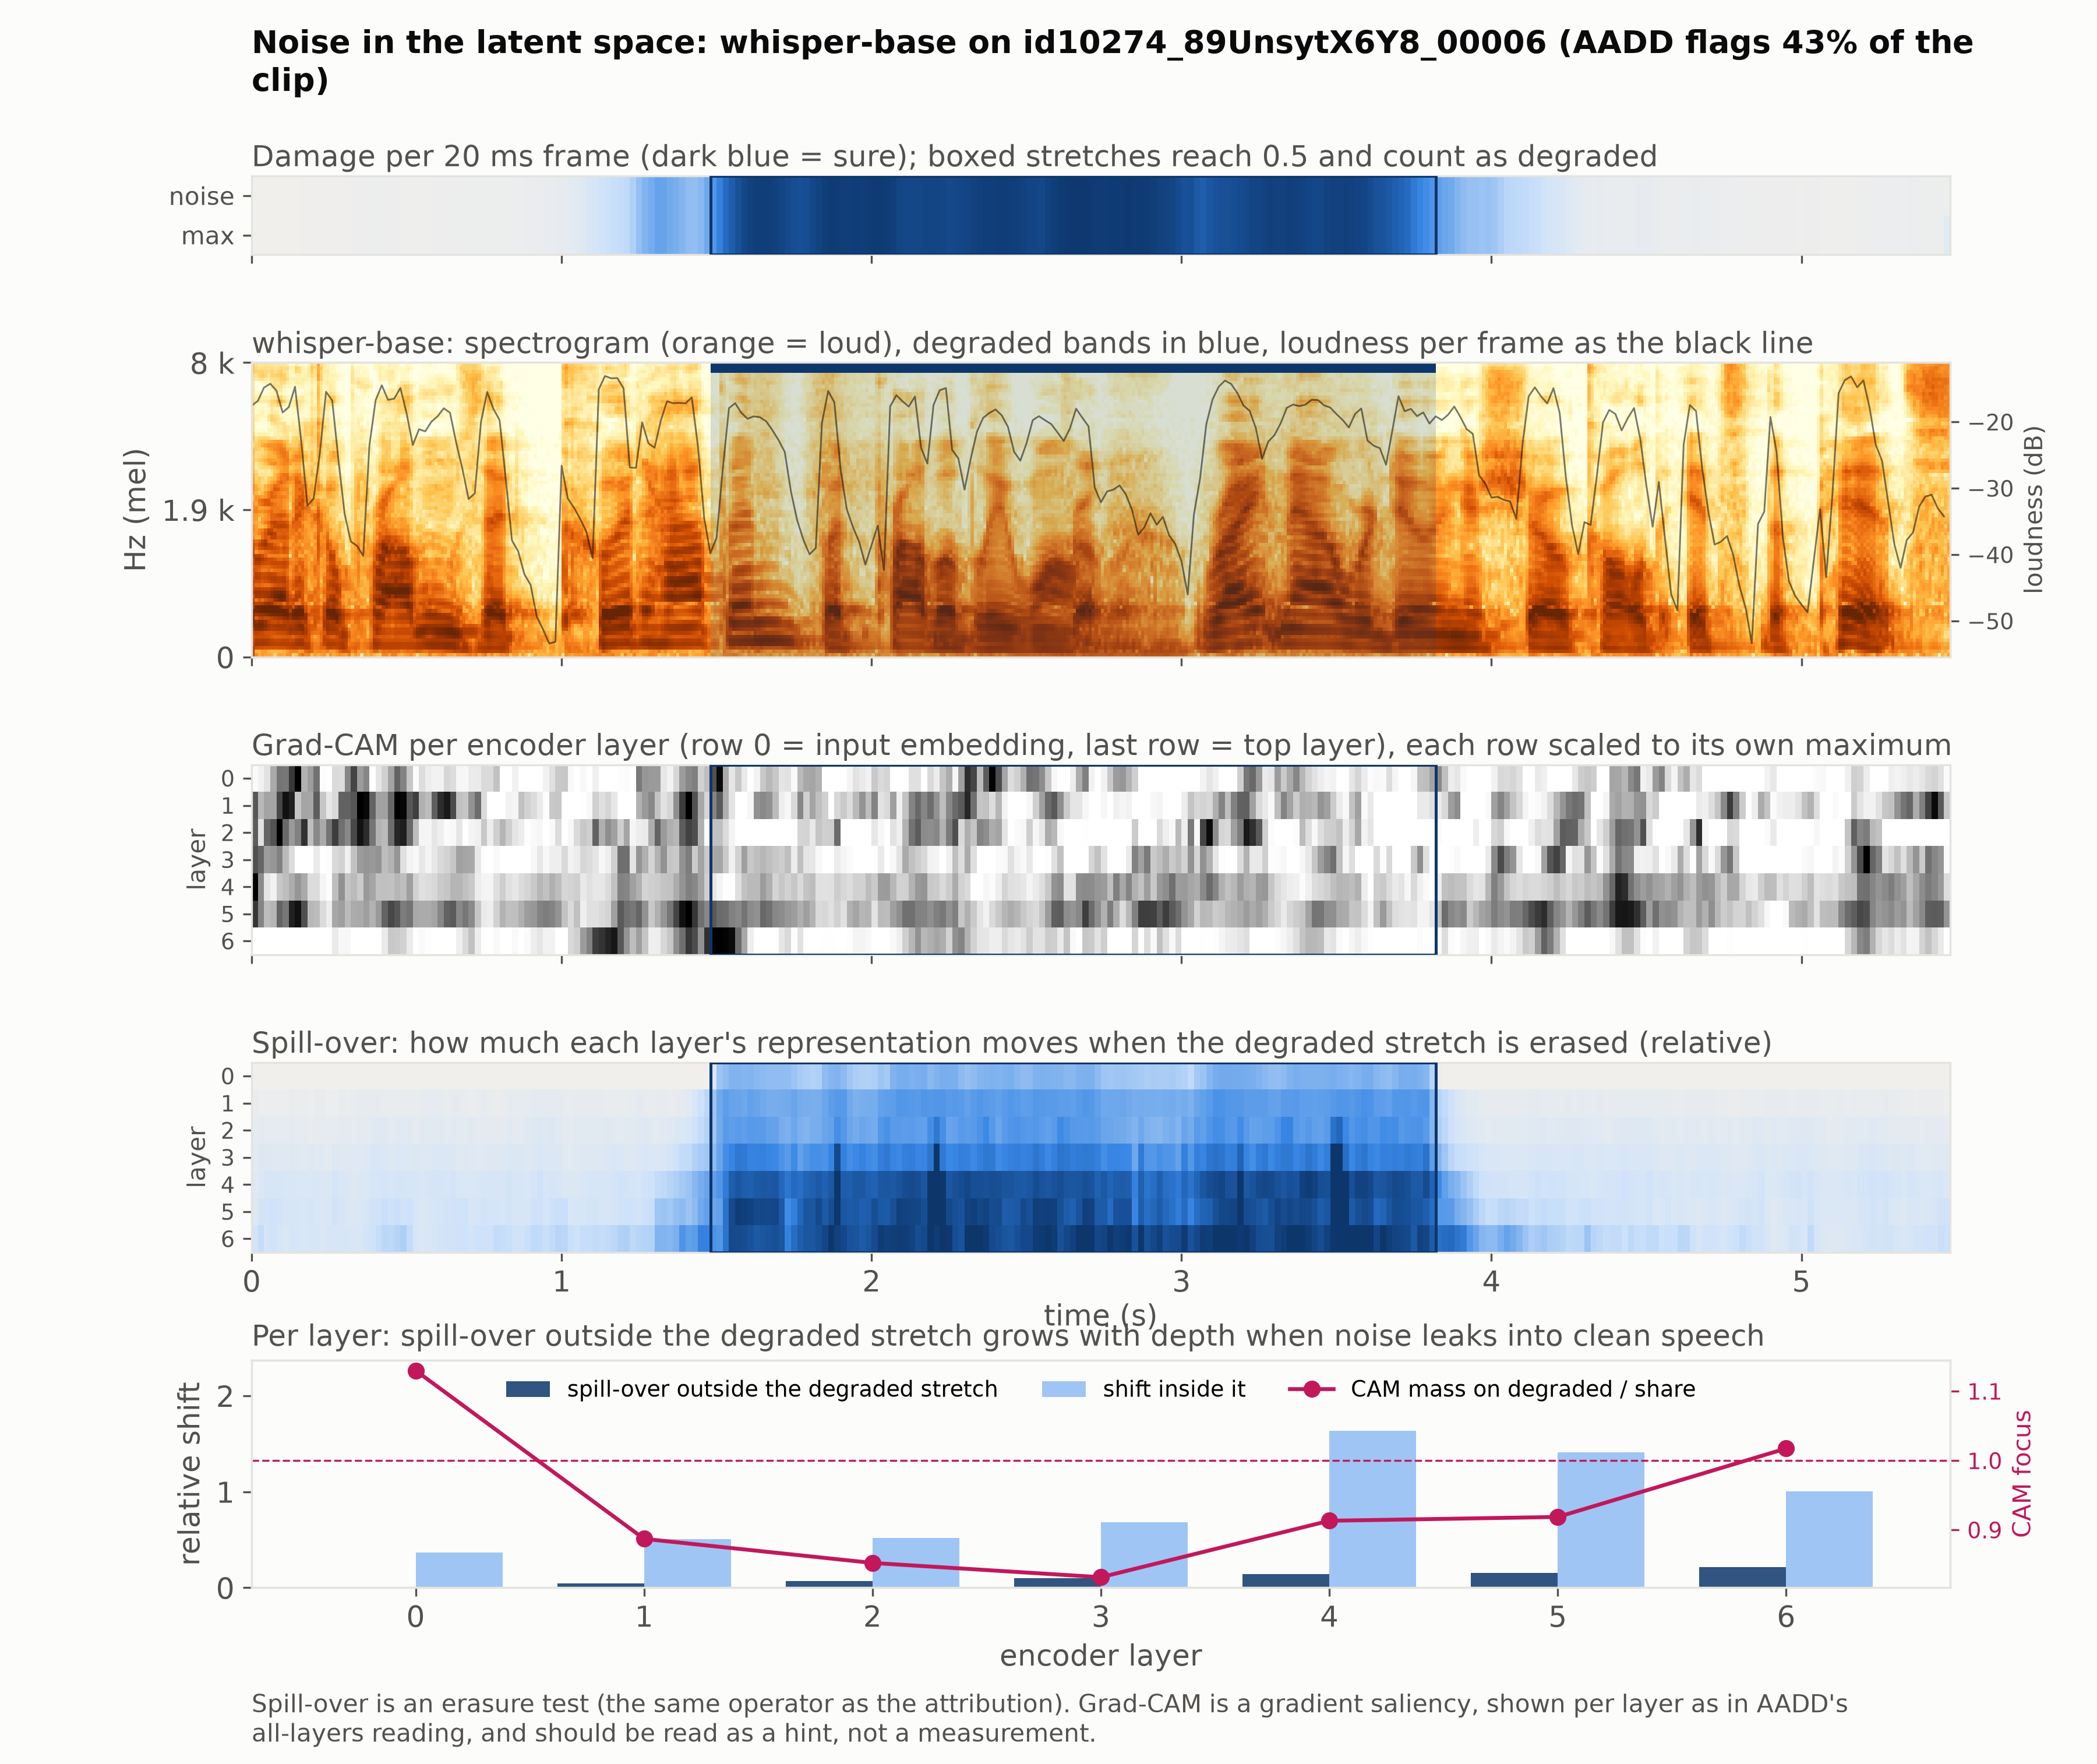 Noise in the latent space: whisper-base on id10274_89UnsytX6Y8_00006 (AADD flags 43% of the
clip)
Damage per 20 ms frame (dark blue = sure); boxed stretches reach 0.5 and count as degraded
noise
max
whisper-base: spectrogram (orange = loud), degraded bands in blue, loudness per frame as the black line
8 k
1.9 k
0
Hz (mel)
−20
−30
−40
−50
loudness (dB)
Grad-CAM per encoder layer (row 0 = input embedding, last row = top layer), each row scaled to its own maximum
0
1
2
3
4
5
6
layer
Spill-over: how much each layer's representation moves when the degraded stretch is erased (relative)
0
1
2
3
4
5
6
layer
0 1 2 3 4 5
time (s)
Per layer: spill-over outside the degraded stretch grows with depth when noise leaks into clean speech
spill-over outside the degraded stretch shift inside it CAM mass on degraded / share
2
1
0
relative shift
1.1
1.0
0.9
CAM focus
0 1 2 3 4 5 6
encoder layer
Spill-over is an erasure test (the same operator as the attribution). Grad-CAM is a gradient saliency, shown per layer as in AADD's
all-layers reading, and should be read as a hint, not a measurement.